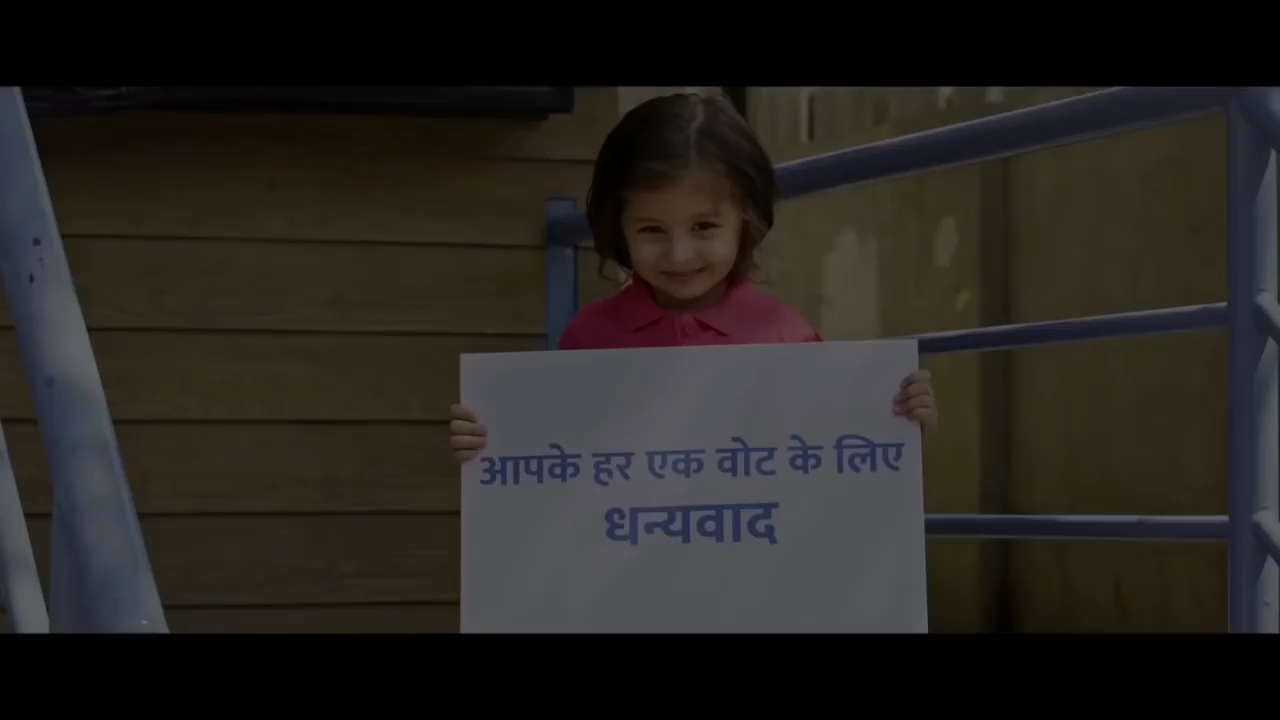 आपके हर एक वोट के लिए
धन्यवाद